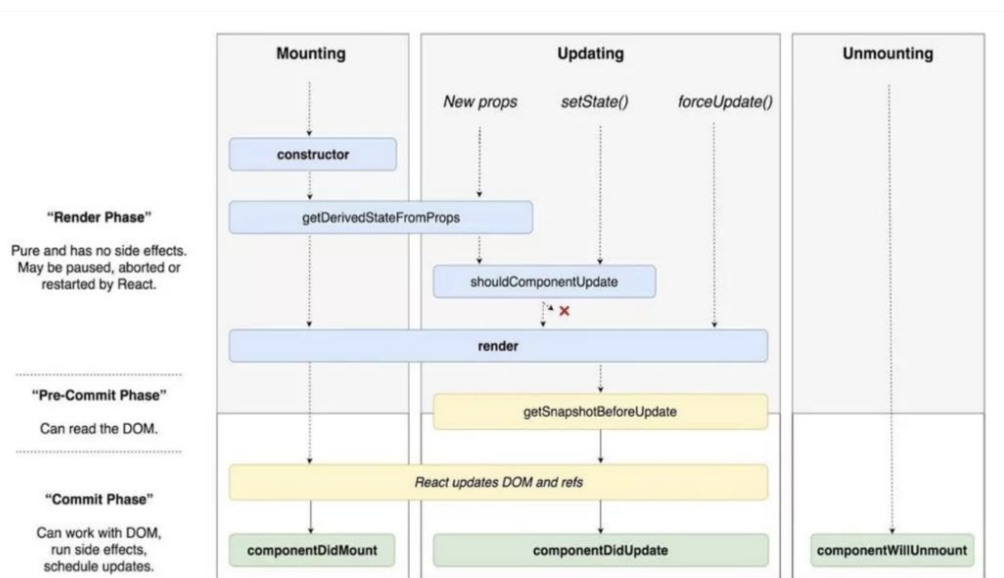 Mounting
Updating
Unmounting
New props
setState()
forceUpdate()
constructor
“Render Phase”
Pure and has no side effects.
May be paused, aborted or
restarted by React.
getDerivedStateFromProps
shouldComponentUpdate
render
“Pre-Commit Phase”
Can read the DOM.
getSnapshotBeforeUpdate
“Commit Phase”
Can work with DOM,
run side effects,
schedule updates.
React updates DOM and refs
componentDidMount
componentDidUpdate
componentWillUnmount